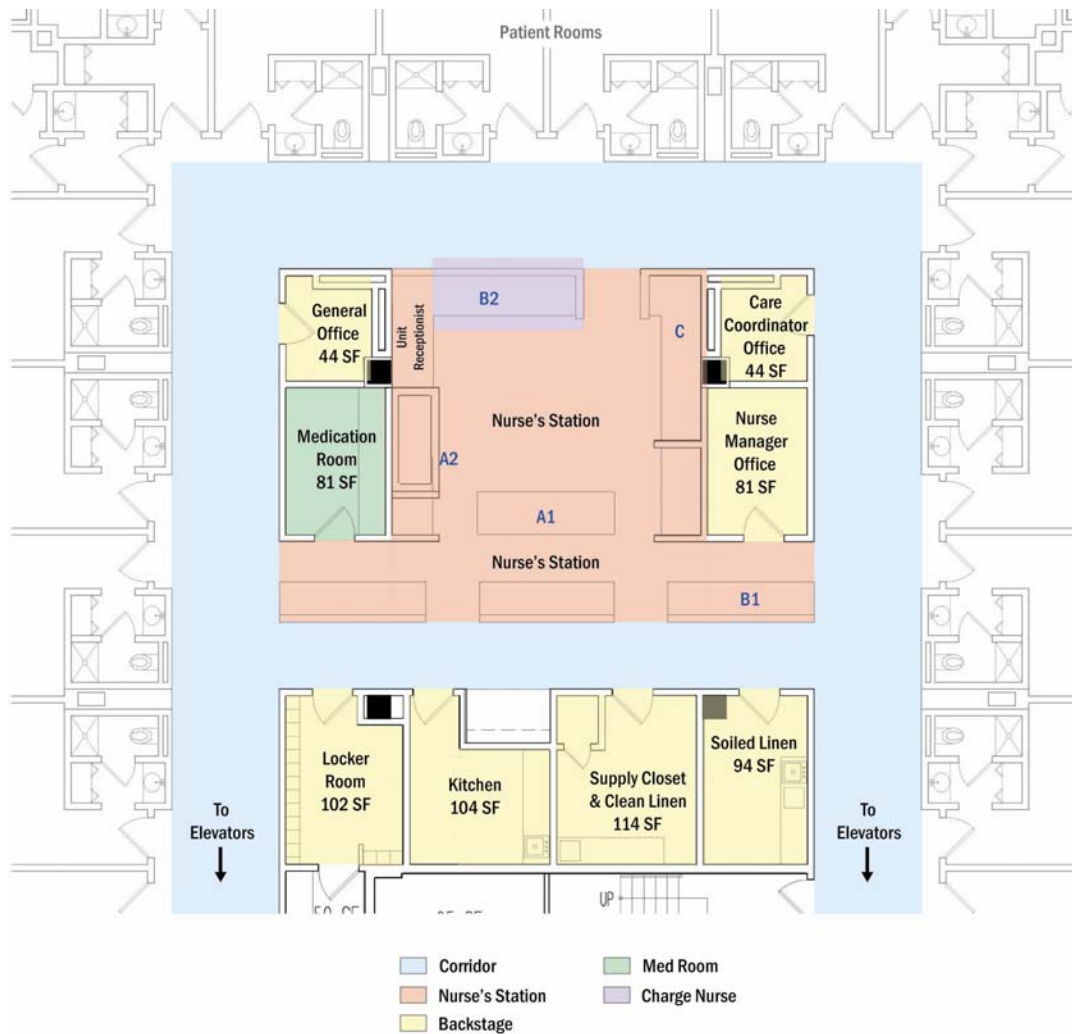 Patient Rooms
General
Office
44 SF
Unit
Receptionist
B2
C
Care
Coordinator
Office
44 SF
Medication
Room
81 SF
A2
Nurse's Station
Nurse
Manager
Office
81 SF
A1
Nurse's Station
B1
Locker
Room
102 SF
Kitchen
104 SF
Supply Closet
& Clean Linen
114 SF
Soiled Linen
94 SF
To
Elevators
To
Elevators
UP
Corridor
Nurse's Station
Backstage
Med Room
Charge Nurse